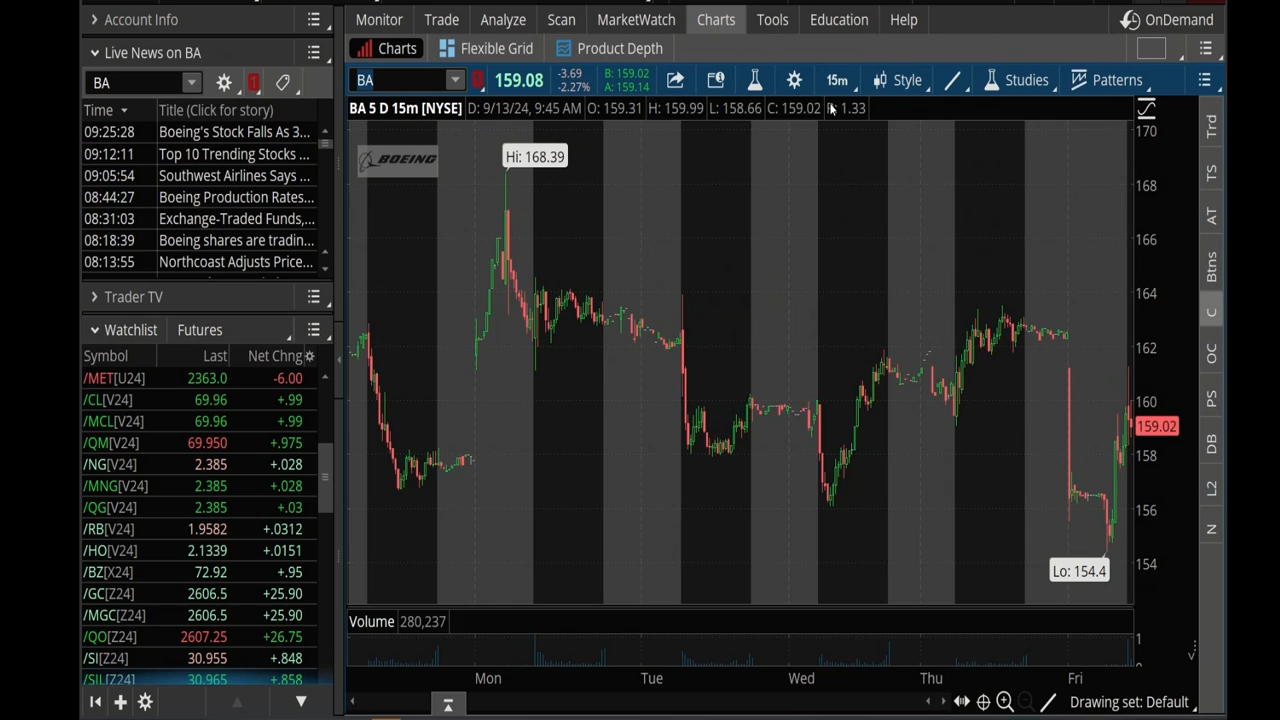 Account Info
Monitor Trade Analyze Scan MarketWatch Charts Tools Education Help OnDemand
Live News on BA
Charts Flexible Grid Product Depth
BA
Time Title (Click for story)
09:25:28 Boeing's Stock Falls As 3...
09:12:11 Top 10 Trending Stocks ...
09:05:54 Southwest Airlines Says ...
08:44:27 Boeing Production Rates...
08:31:03 Exchange-Traded Funds,...
08:18:39 Boeing shares are tradin...
08:13:55 Northcoast Adjusts Price...
Trader TV
Watchlist Futures
Symbol Last Net Chng
/MET[U24] 2363.0 -6.00
/CL[V24] 69.96 +.99
/MCL[V24] 69.96 +.99
/QM[V24] 69.950 +.975
/NG[V24] 2.385 +.028
/MNG[V24] 2.385 +.028
/QG[V24] 2.385 +.03
/RB[V24] 1.9582 +.0312
/HO[V24] 2.1339 +.0151
/BZ[X24] 72.92 +.95
/GC[Z24] 2606.5 +25.90
/MGC[Z24] 2606.5 +25.90
/QO[Z24] 2607.25 +26.75
/SI[Z24] 30.955 +.848
/SIL[Z24] 30.965 +.858
BA 159.08 -3.69 -2.27% B: 159.02 A: 159.14 15m Style Studies Patterns
BA 5 D 15m [NYSE] D: 9/13/24, 9:45 AM O: 159.31 H: 159.99 L: 158.66 C: 159.02 1.33
BOEING
Hi: 168.39
Lo: 154.4
170
168
166
164
162
160
159.02
158
156
154
Volume 280,237
1
0
Mon Tue Wed Thu Fri
Drawing set: Default
Trd
TS
AT
Btns
C
OC
PS
DB
L2
N